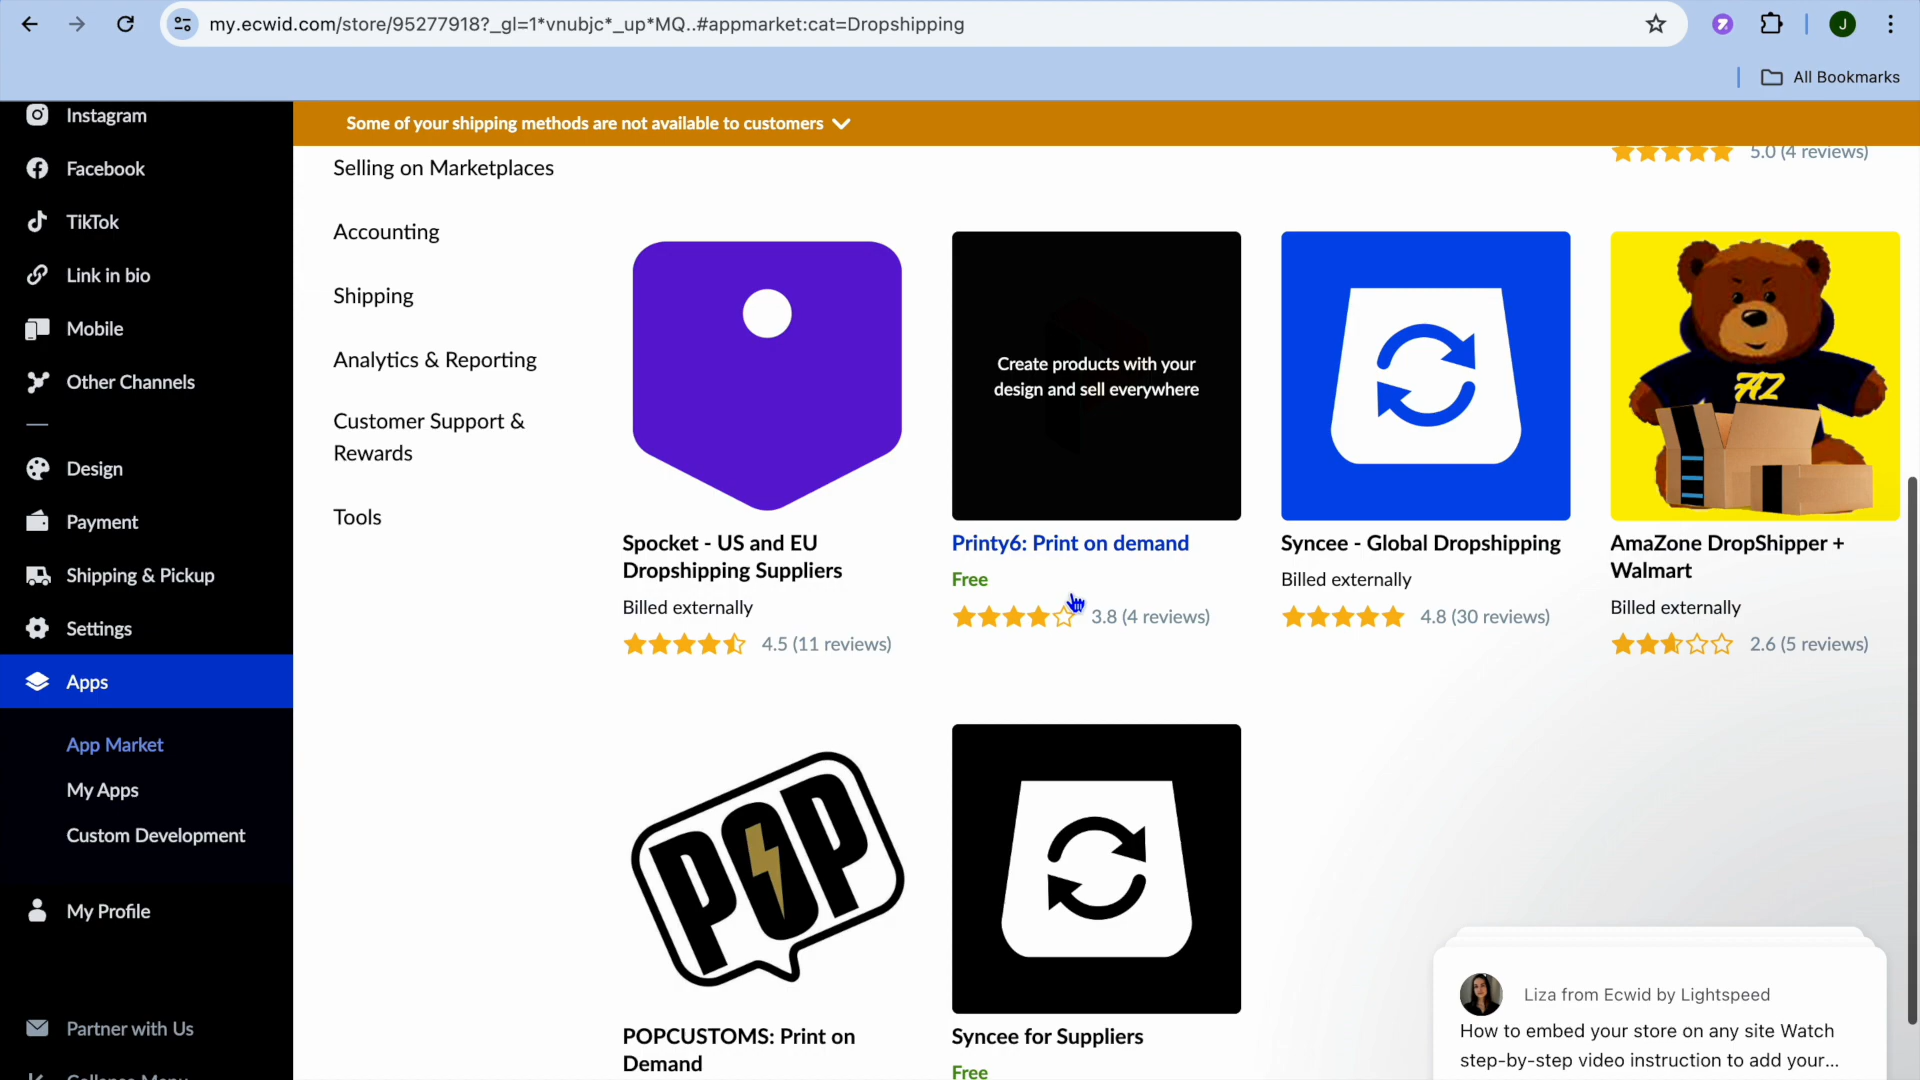 my.ecwid.com/store/95277918?_gl=1*vnubjc*_up*MQ..#appmarket:cat=Dropshipping
J
All Bookmarks
Instagram
Facebook
TikTok
Link in bio
Mobile
Other Channels
Design
Payment
Shipping & Pickup
Settings
Apps
App Market
My Apps
Custom Development
My Profile
Partner with Us
Collapse Menu
Some of your shipping methods are not available to customers
Selling on Marketplaces
Accounting
Shipping
Analytics & Reporting
Customer Support &
Rewards
Tools
5.0 (4 reviews)
Spocket - US and EU
Dropshipping Suppliers
Billed externally
4.5 (11 reviews)
Create products with your
design and sell everywhere
Printy6: Print on demand
Free
3.8 (4 reviews)
Syncee - Global Dropshipping
Billed externally
4.8 (30 reviews)
AZ
AmaZone DropShipper +
Walmart
Billed externally
2.6 (5 reviews)
POP
POPCUSTOMS: Print on
Demand
Syncee for Suppliers
Free
Liza from Ecwid by Lightspeed
How to embed your store on any site Watch
step-by-step video instruction to add your...